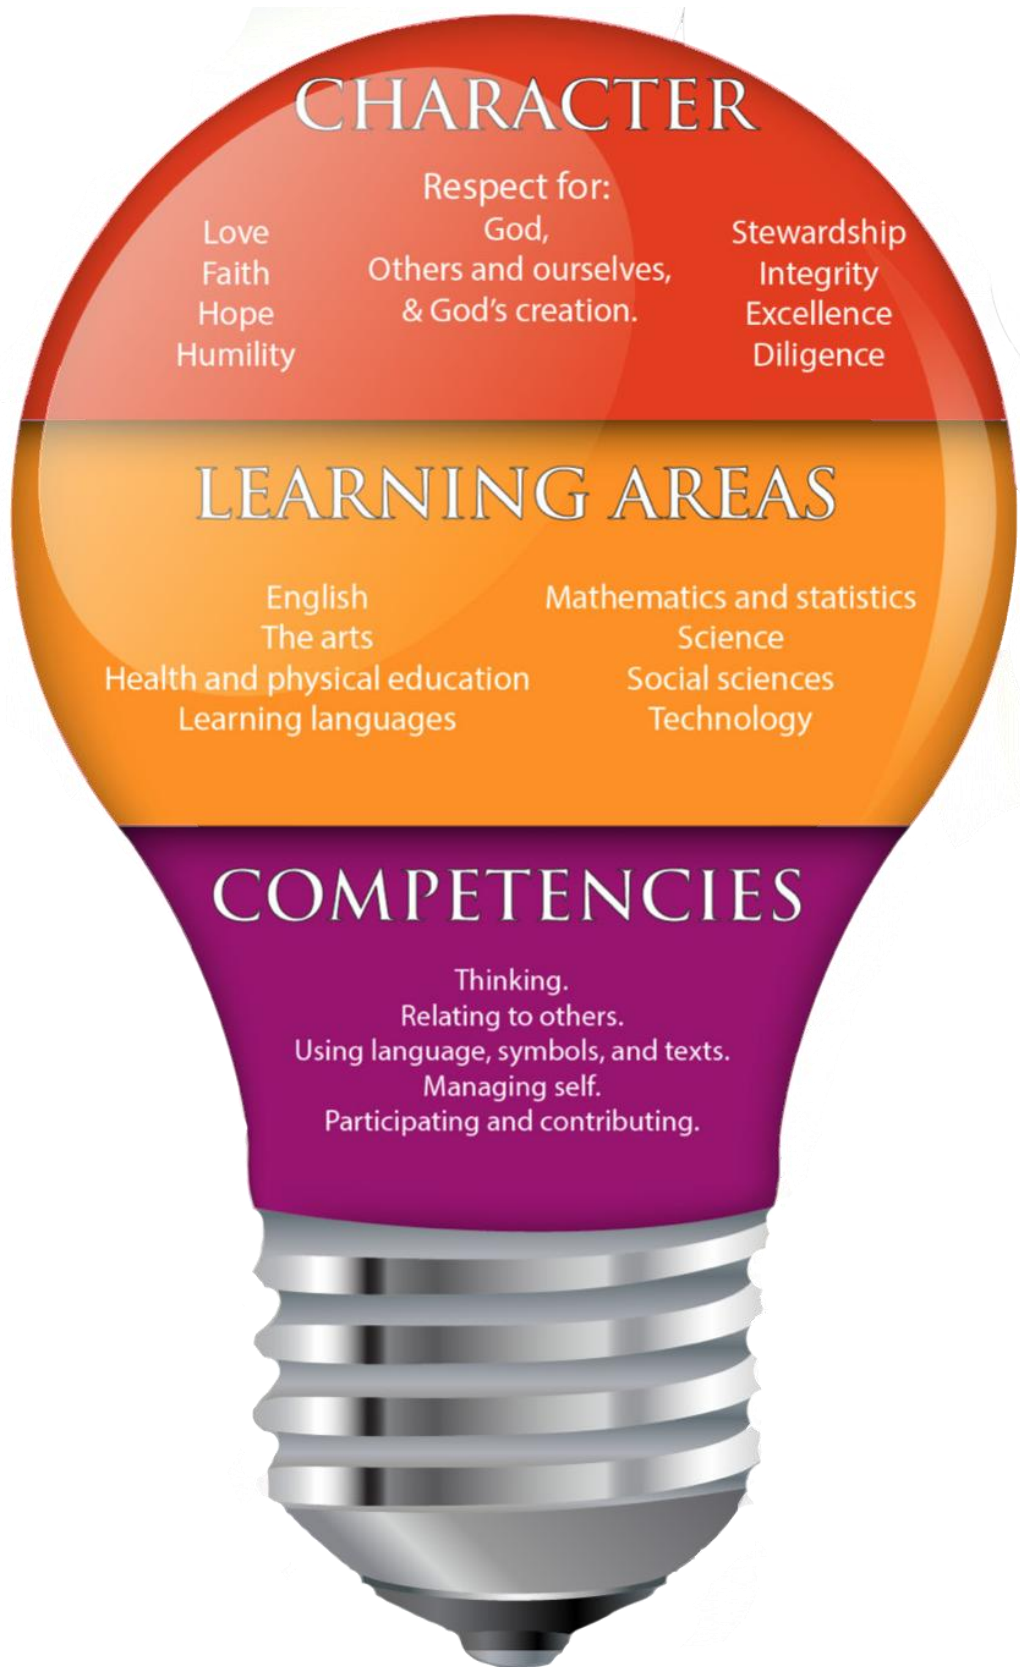 CHARACTER
Love
Faith
Hope
Humility
Respect for:
God,
Others and ourselves,
& God's creation.
Stewardship
Integrity
Excellence
Diligence
LEARNING AREAS
English
The arts
Health and physical education
Learning languages
Mathematics and statistics
Science
Social sciences
Technology
COMPETENCIES
Thinking.
Relating to others.
Using language, symbols, and texts.
Managing self.
Participating and contributing.